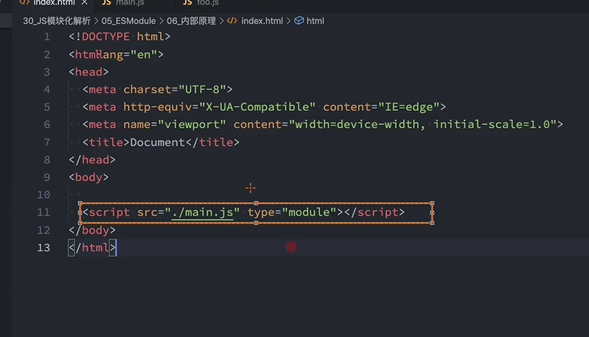 index.html
JS main.js
JS foo.js
30_JS模块化解析 > 05_ESModule > 06_内部原理 > index.html > html
1 <!DOCTYPE html>
2 <html lang="en">
3 <head>
4 <meta charset="UTF-8">
5 <meta http-equiv="X-UA-Compatible" content="IE=edge">
6 <meta name="viewport" content="width=device-width, initial-scale=1.0">
7 <title>Document</title>
8 </head>
9 <body>
10
11 <script src="./main.js" type="module"></script>
12 </body>
13 </html>